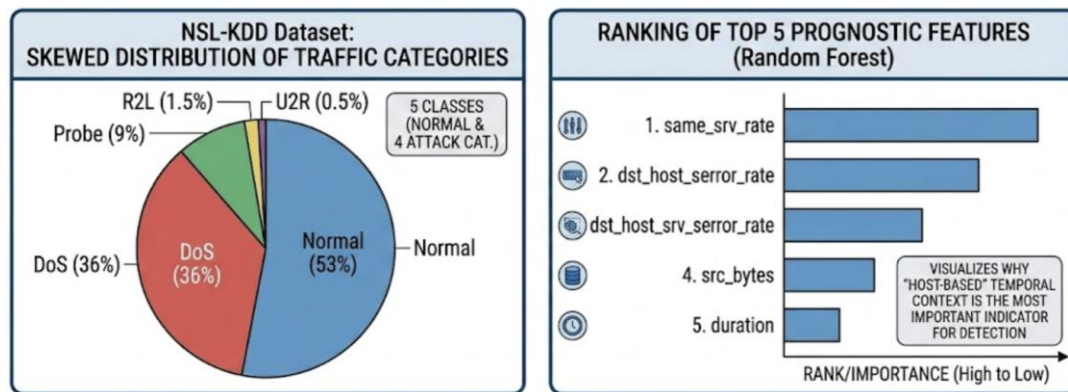 NSL-KDD Dataset:
SKEWED DISTRIBUTION OF TRAFFIC CATEGORIES
R2L (1.5%)
U2R (0.5%)
Probe (9%)
5 CLASSES
(NORMAL &
4 ATTACK CAT.)
DoS (36%)
DoS
(36%)
Normal
(53%)
Normal
RANKING OF TOP 5 PROGNOSTIC FEATURES
(Random Forest)
1. same_srv_rate
2. dst_host_serror_rate
dst_host_srv_serror_rate
4. src_bytes
5. duration
VISUALIZES WHY
"HOST-BASED" TEMPORAL
CONTEXT IS THE MOST
IMPORTANT INDICATOR
FOR DETECTION
RANK/IMPORTANCE (High to Low)